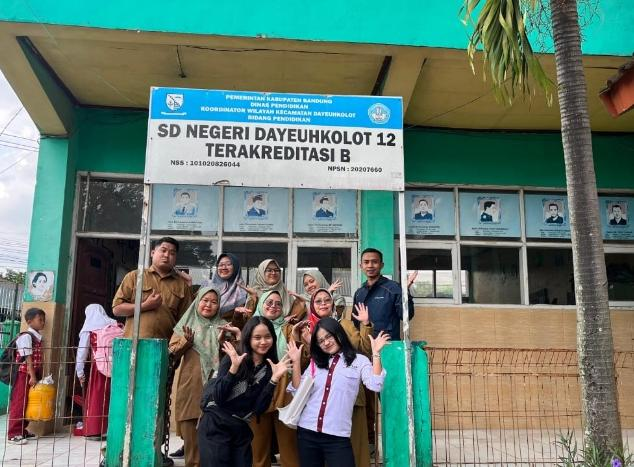 PEMERINTAH KABUPATEN BANDUNG
DINAS PENDIDIKAN
KOORDINATOR WILAYAH KECAMATAN DAYEUHKOLOT
BIDANG PENDIDIKAN
SD NEGERI DAYEUHKOLOT 12
TERAKREDITASI B
NSS : 101020826044
NPSN : 20207660